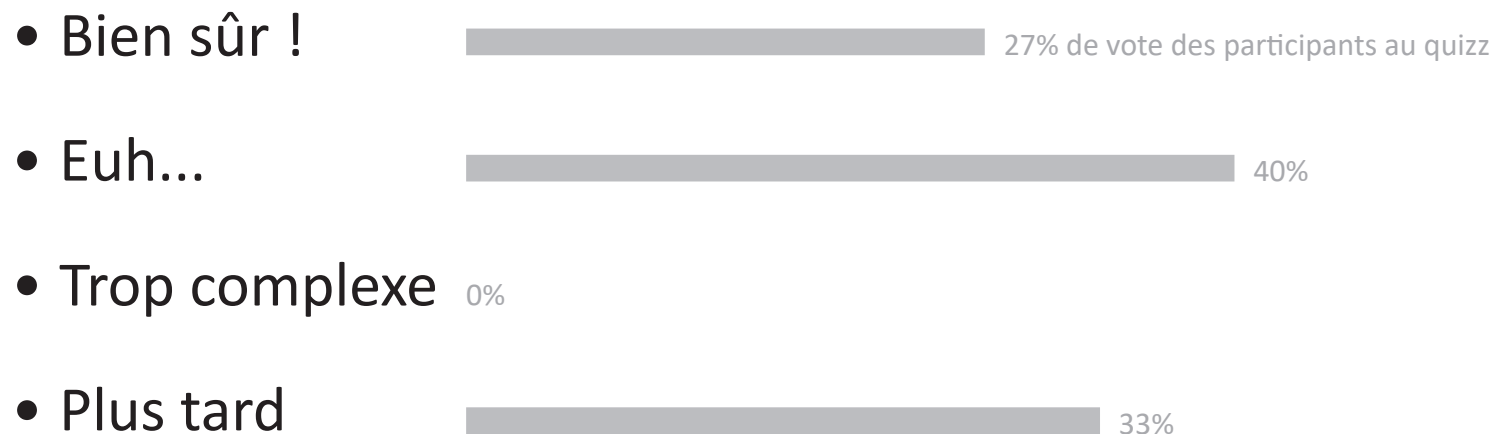 • Bien sûr ! 27% de vote des participants au quizz
• Euh... 40%
• Trop complexe 0%
• Plus tard 33%